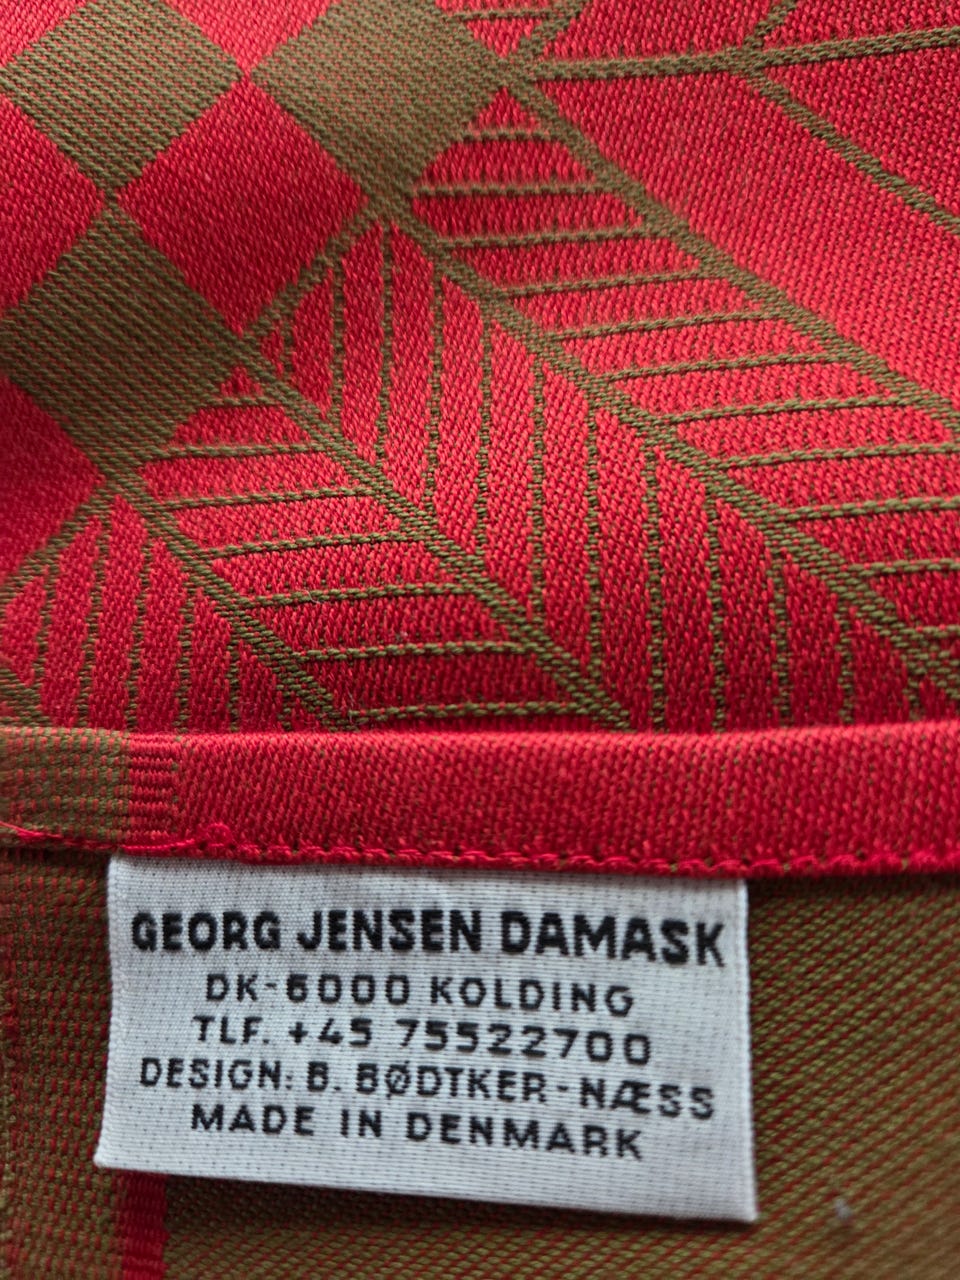 GEORG JENSEN DAMASK
DK-6000 KOLDING
TLF. +45 75522700
DESIGN: B. BØDTKER-NÆSS
MADE IN DENMARK